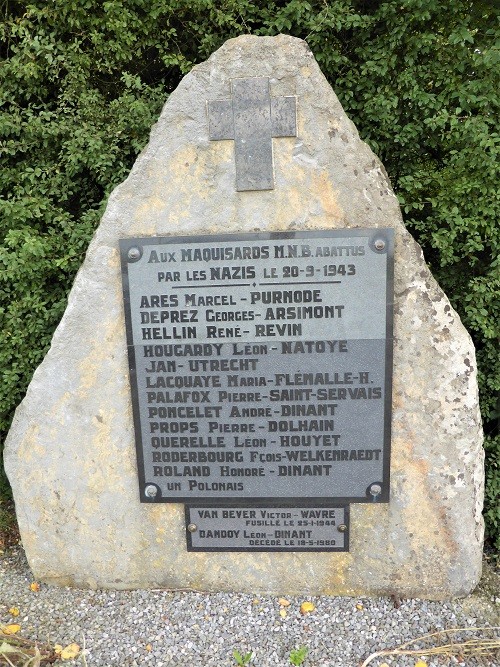 Aux Maquisards M.N.B. abattus
par les NAZIS le 20-9-1943
Ares Marcel - Purnode
Deprez Georges - Arsimont
Hellin René - Revin
Hougardy Léon - Natoye
Jan - Utrecht
Lacquaye Maria - Flémalle-H.
Palafox Pierre - Saint-Servais
Poncelet André - Dinant
Props Pierre - Dolhain
Querelle Léon - Houyet
Roderbourg Fçois - Welkenraedt
Roland Honoré - Dinant
un Polonais
Van Bever Victor - Wavre
Fusillé le 25-1-1944
Dandoy Léon - Dinant
Décédé le 18-5-1980